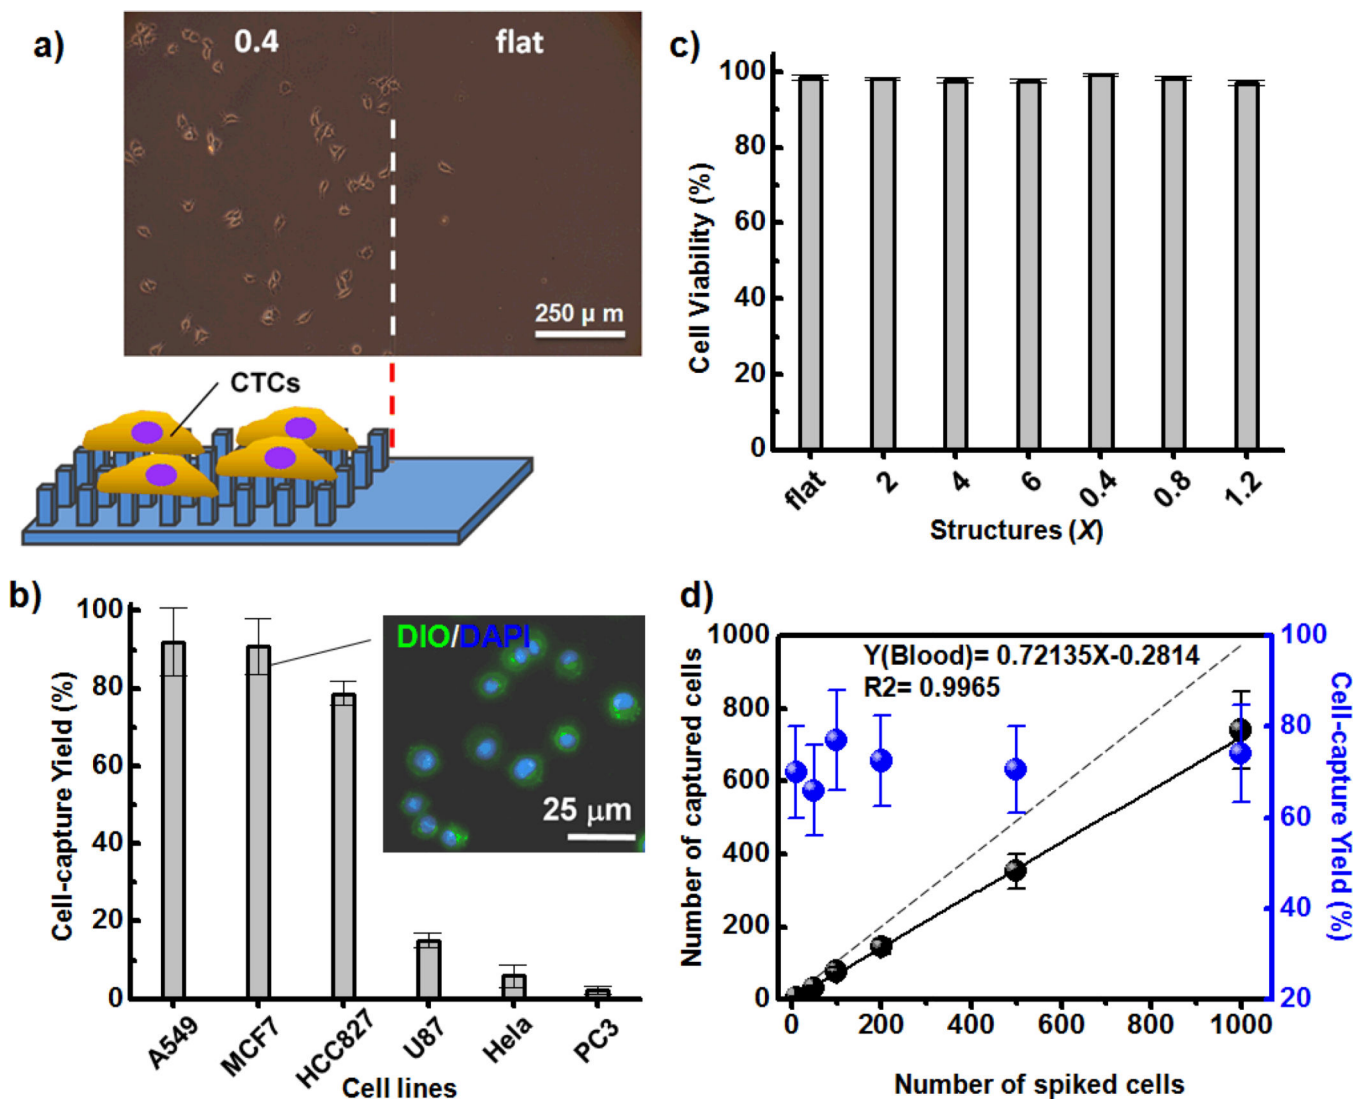 a)
0.4
flat
250 µ m
CTCs
c)
Cell Viability (%)
100
80
60
40
20
0
flat
2
4
6
0.4
0.8
1.2
Structures (X)
b)
Cell-capture Yield (%)
100
80
60
40
20
0
DIO/DAPI
25 µm
A549
MCF7
HCC827
U87
Hela
PC3
Cell lines
d)
Number of captured cells
1000
800
600
400
200
0
Y(Blood)= 0.72135X-0.2814
R2= 0.9965
100
80
60
40
20
Cell-capture Yield (%)
0
200
400
600
800
1000
Number of spiked cells